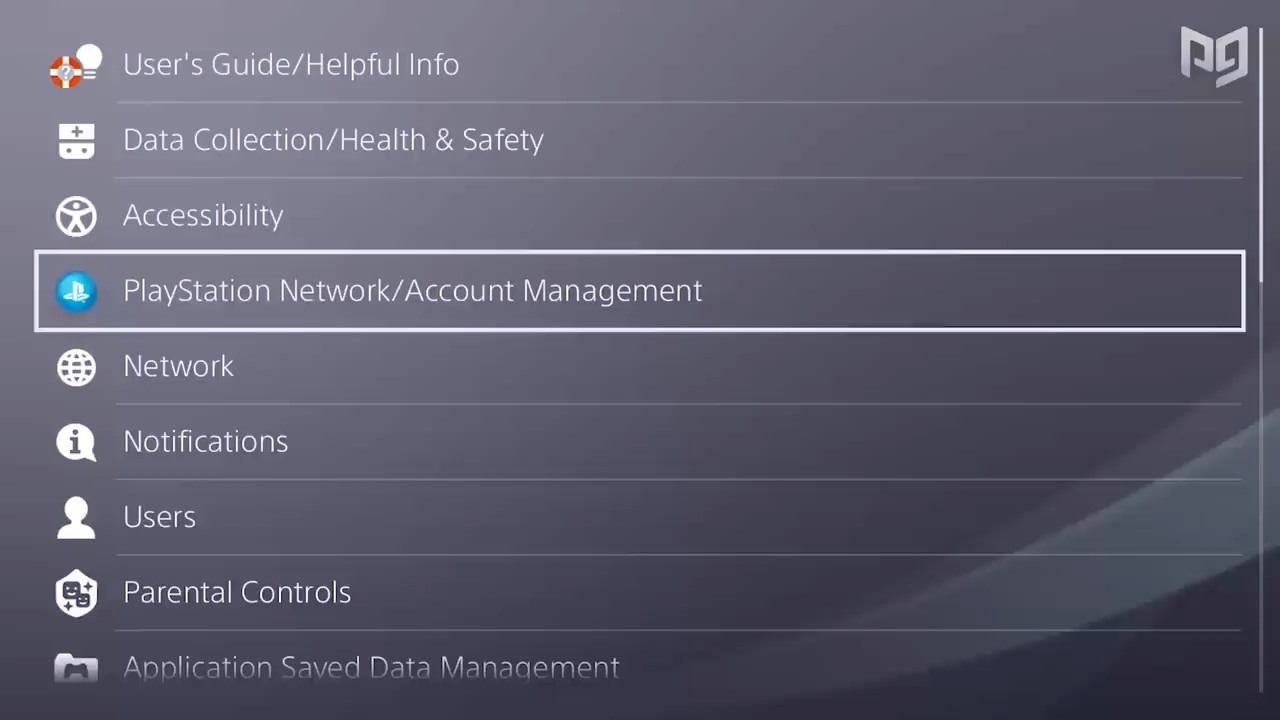 User's Guide/Helpful Info
Data Collection/Health & Safety
Accessibility
PlayStation Network/Account Management
Network
Notifications
Users
Parental Controls
Application Saved Data Management